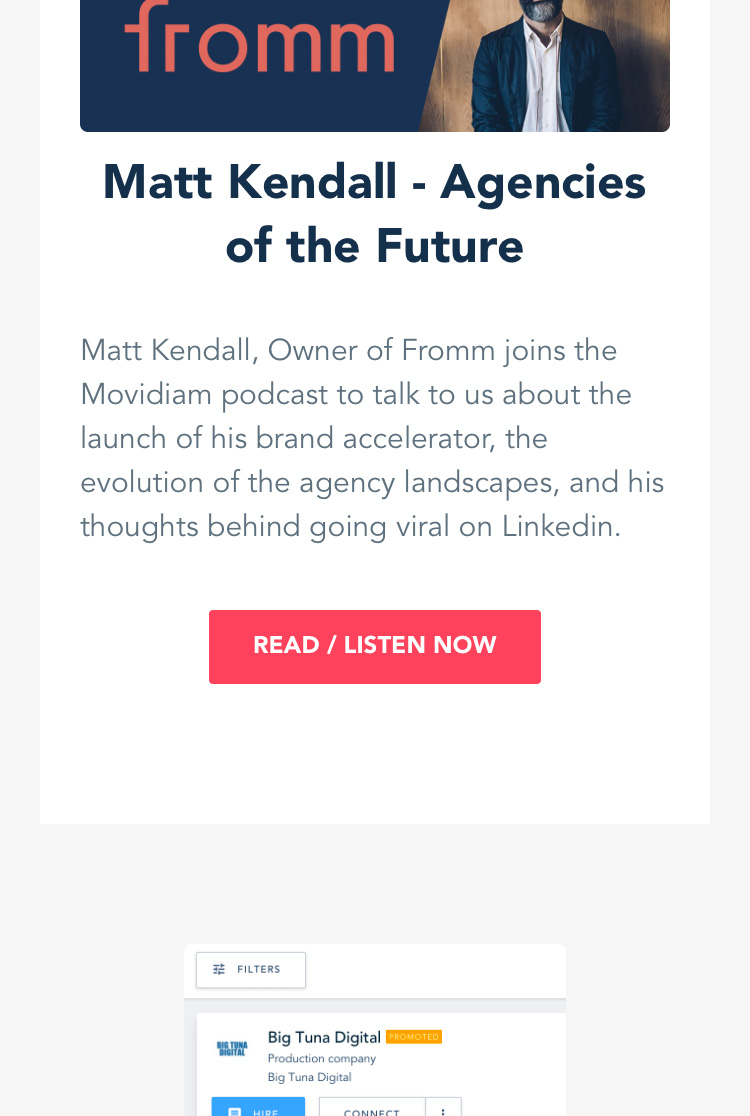 fromm
Matt Kendall - Agencies
of the Future
Matt Kendall, Owner of Fromm joins the
Movidiam podcast to talk to us about the
launch of his brand accelerator, the
evolution of the agency landscapes, and his
thoughts behind going viral on Linkedin.
READ / LISTEN NOW
FILTERS
BIG TUNA
DIGITAL
Big Tuna Digital PROMOTED
Production company
Big Tuna Digital
HIRE
CONNECT